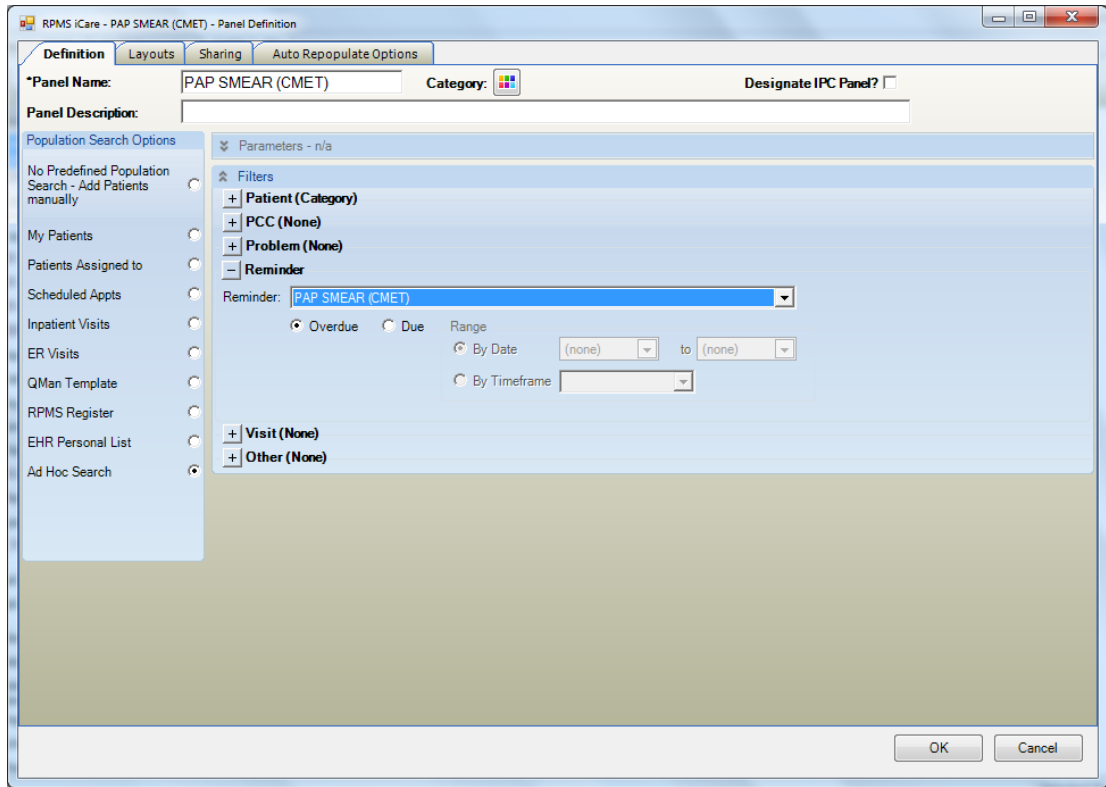 RPMS iCare - PAP SMEAR (CMET) - Panel Definition
Definition Layouts Sharing Auto Repopulate Options
*Panel Name: PAP SMEAR (CMET) Category: Designate IPC Panel?
Panel Description:
Population Search Options
No Predefined Population
Search - Add Patients
manually
My Patients
Patients Assigned to
Scheduled Appts
Inpatient Visits
ER Visits
QMan Template
RPMS Register
EHR Personal List
Ad Hoc Search
Parameters - n/a
Filters
+ Patient (Category)
+ PCC (None)
+ Problem (None)
- Reminder
Reminder: PAP SMEAR (CMET)
Overdue Due Range
By Date (none) to (none)
By Timeframe
+ Visit (None)
+ Other (None)
OK Cancel